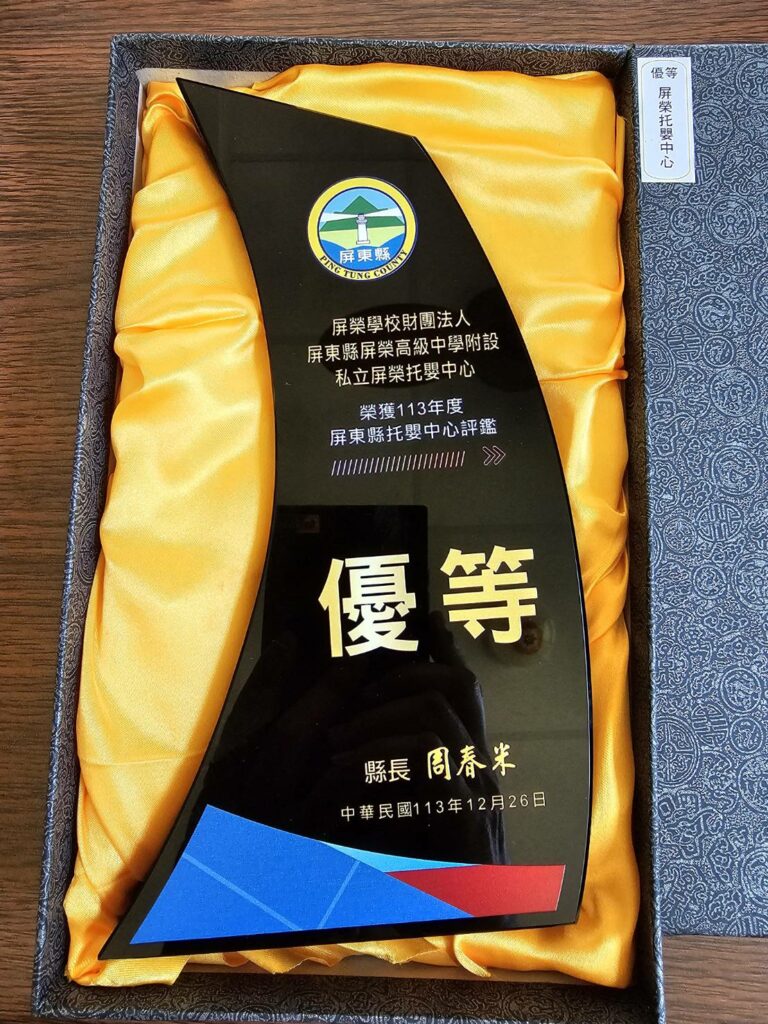 優等
屏榮托嬰中心
屏東縣
PING TUNG COUNTY
屏榮學校財團法人
屏東縣屏榮高級中學附設
私立屏榮托嬰中心
榮獲113年度
屏東縣托嬰中心評鑑
優等
縣長 周春米
中華民國113年12月26日